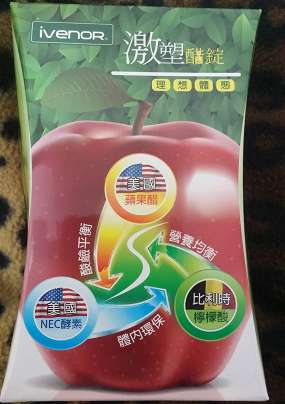 iVENOR
激塑醋錠
理想體態
美國
蘋果醋
酸鹼平衡
營養均衡
美國
NEC酵素
比利時
檸檬酸
體內環保